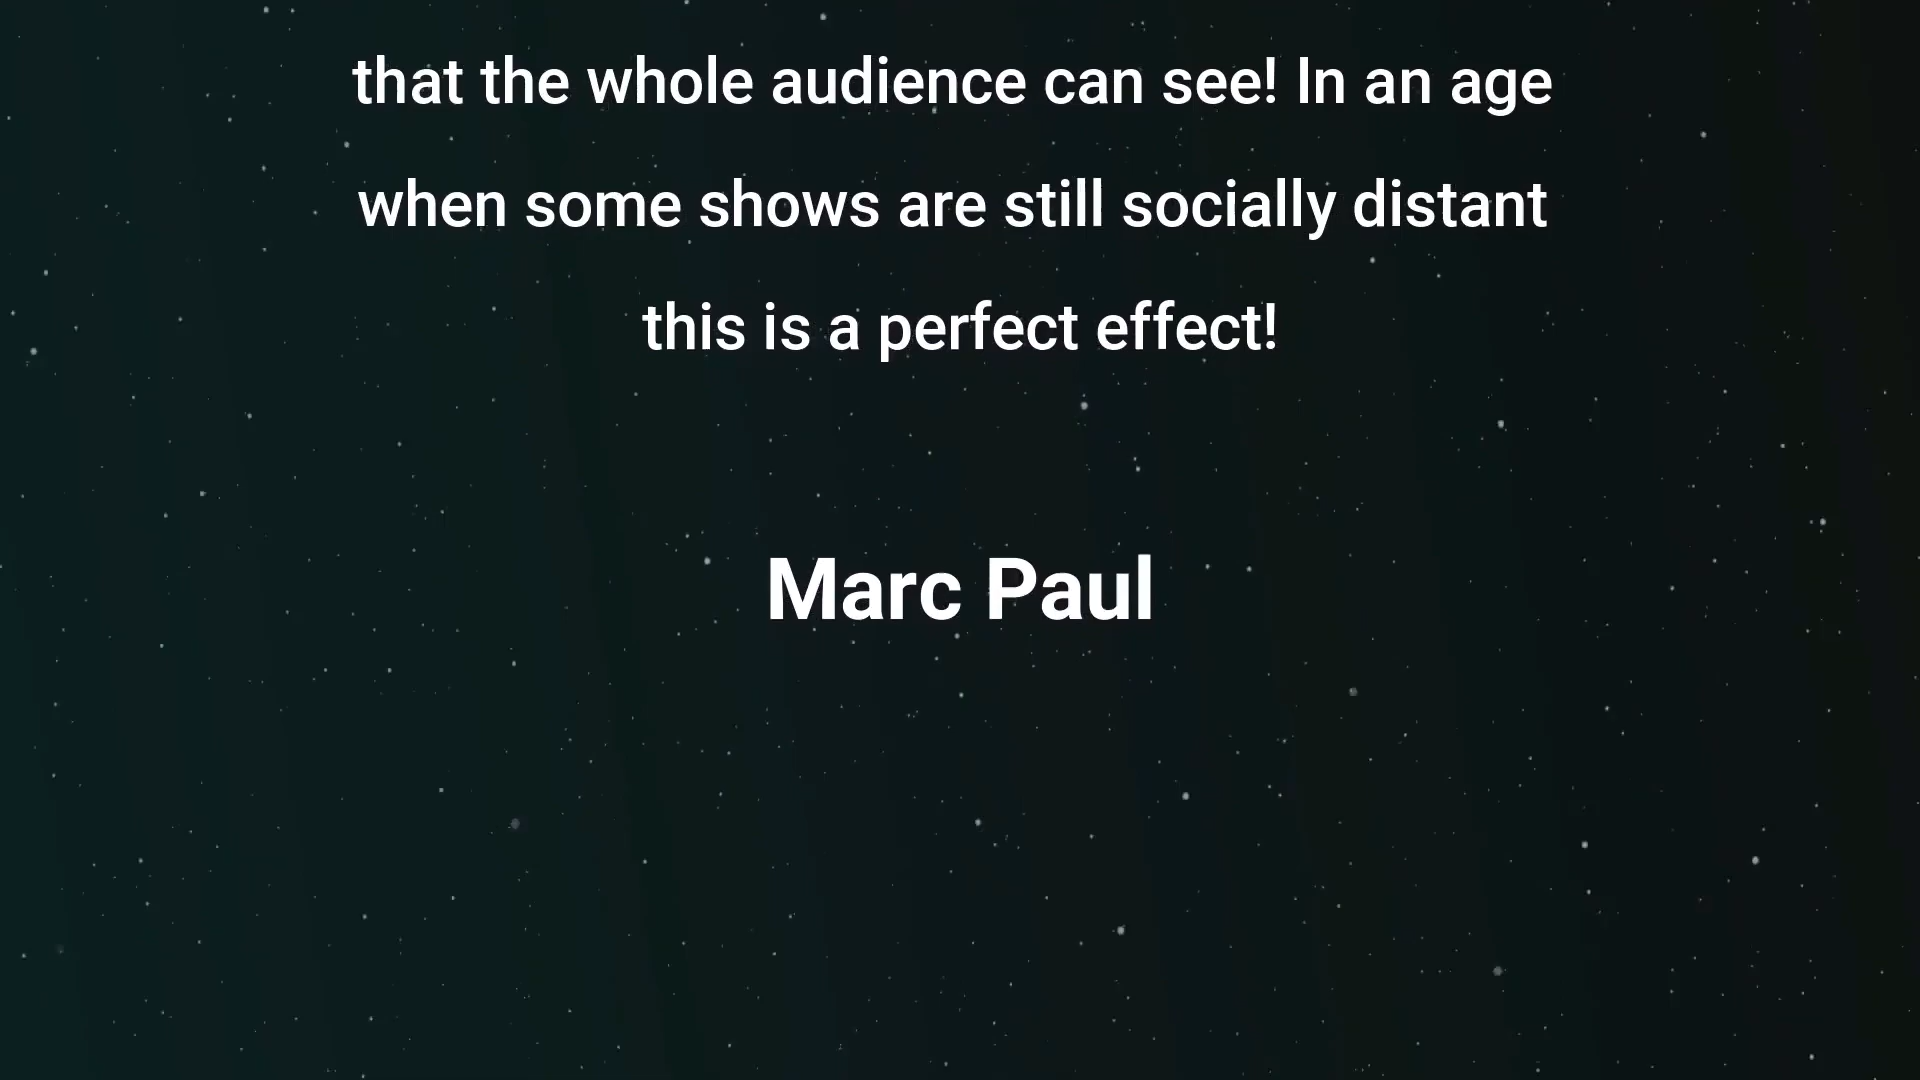 that the whole audience can see! In an age
when some shows are still socially distant
this is a perfect effect!
Marc Paul